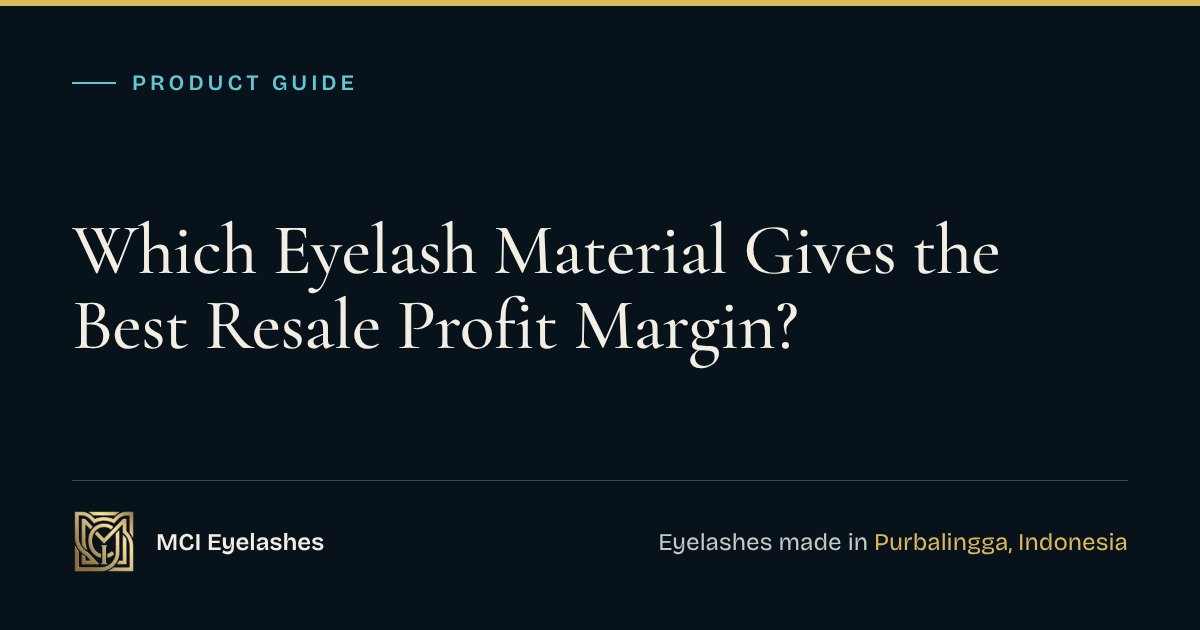 PRODUCT GUIDE
Which Eyelash Material Gives the
Best Resale Profit Margin?
MCI Eyelashes
Eyelashes made in Purbalingga, Indonesia